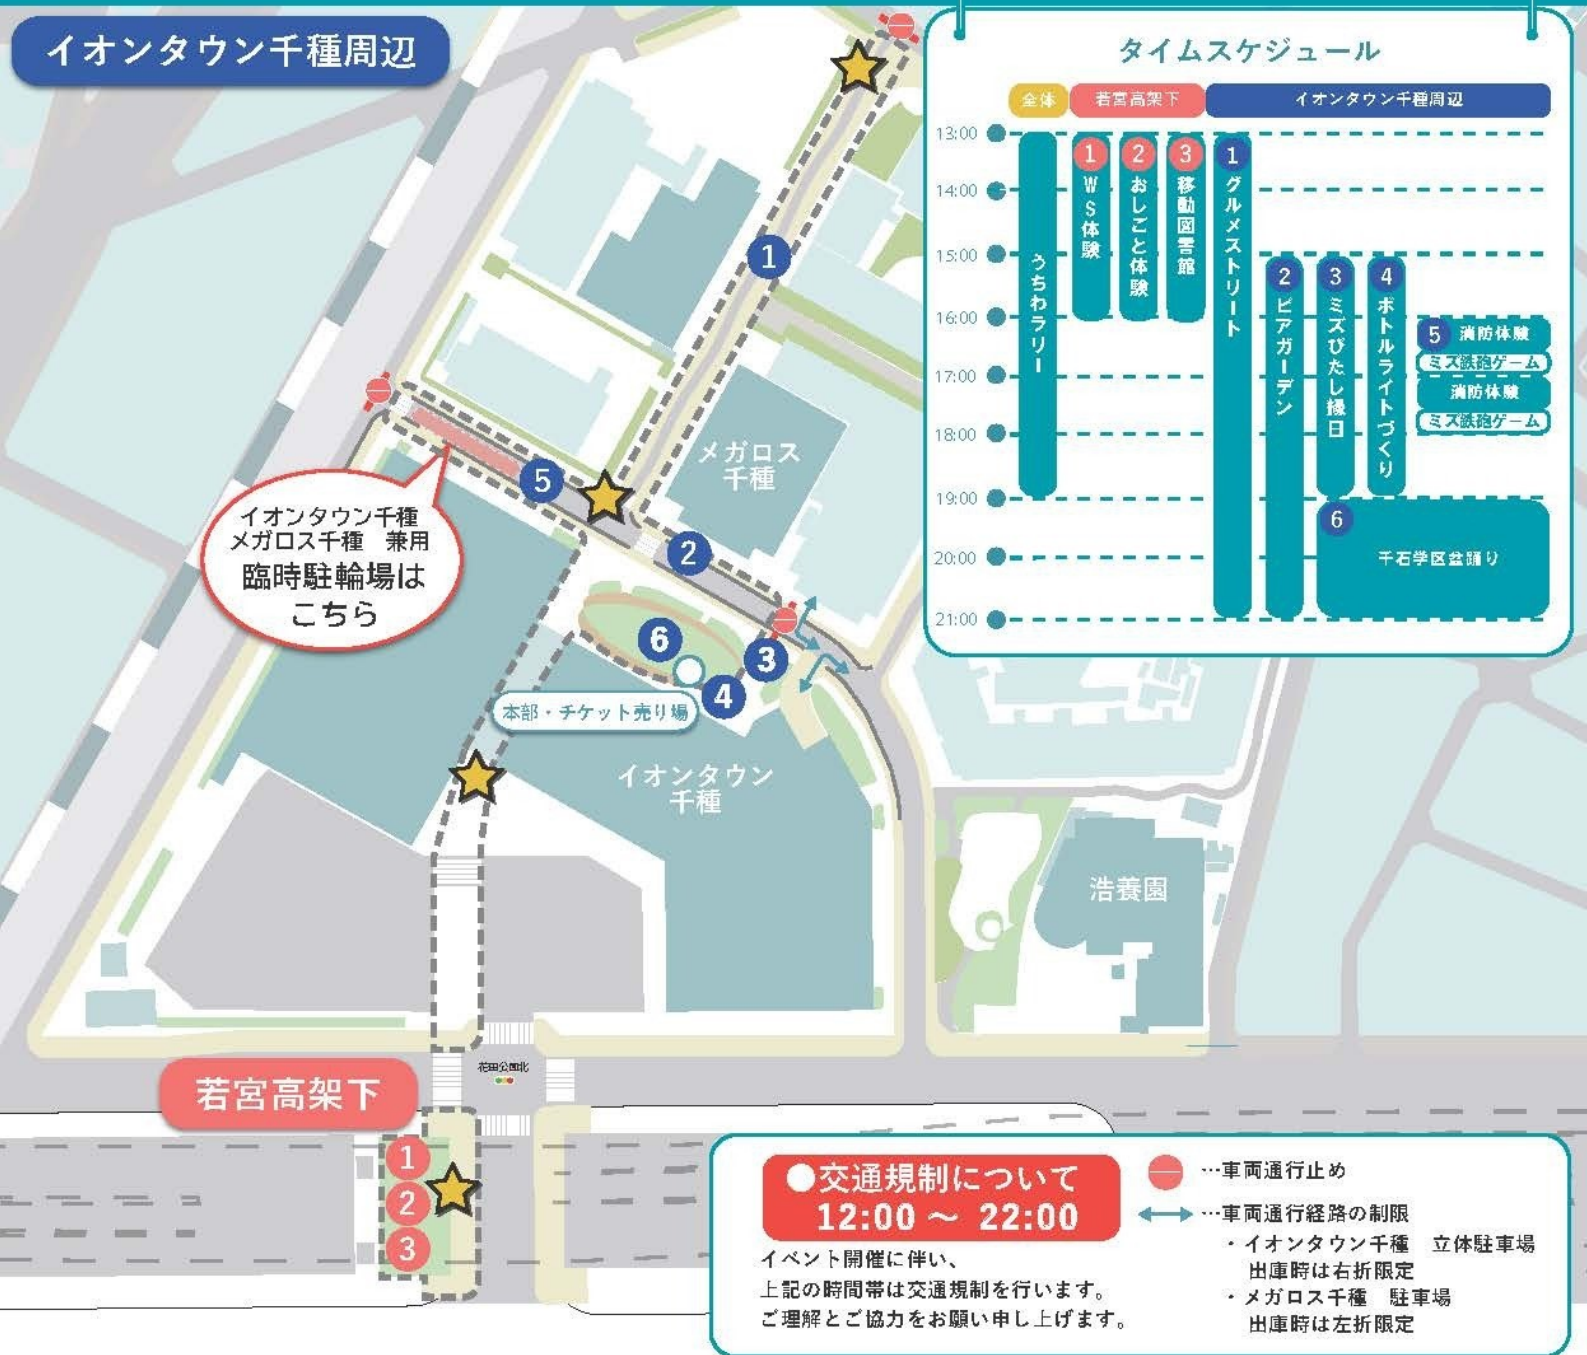 イオンタウン千種周辺
タイムスケジュール
全体
若宮高架下
イオンタウン千種周辺
13:00
14:00
15:00
16:00
17:00
18:00
19:00
20:00
21:00
うちわラリー
1 WS体験
2 おしごと体験
3 移動図書館
1 グルメストリート
2 ビアガーデン
3 ミズびたし縁日
4 ボトルライトづくり
5 消防体験
ミズ鉄砲ゲーム
消防体験
ミズ鉄砲ゲーム
6
千石学区盆踊り
1
メガロス
千種
5
2
イオンタウン千種
メガロス千種 兼用
臨時駐輪場は
こちら
6
3
4
本部・チケット売り場
イオンタウン
千種
浩養園
花田公園北
若宮高架下
1
2
3
●交通規制について
12:00 ～ 22:00
イベント開催に伴い、
上記の時間帯は交通規制を行います。
ご理解とご協力をお願い申し上げます。
…車両通行止め
…車両通行経路の制限
・イオンタウン千種 立体駐車場
出庫時は右折限定
・メガロス千種 駐車場
出庫時は左折限定